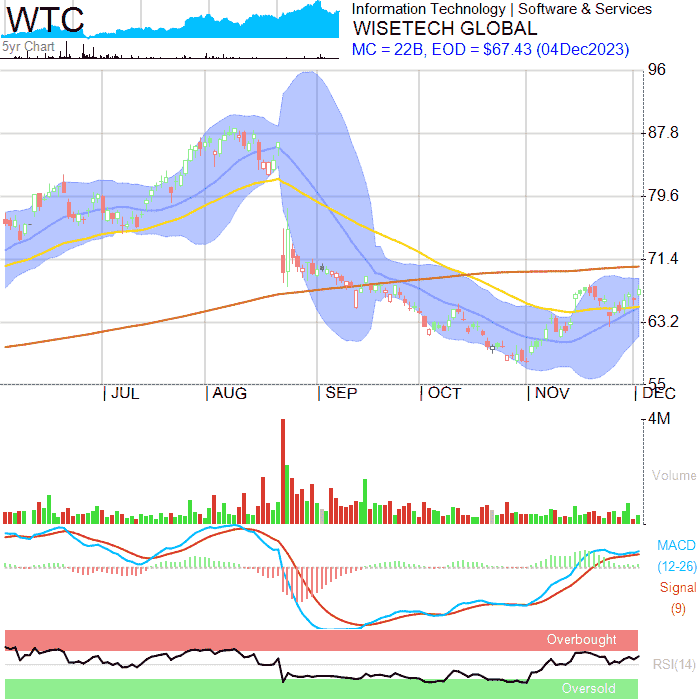 WTC
5yr Chart
Information Technology | Software & Services
WISETECH GLOBAL
MC = 22B, EOD = $67.43 (04Dec2023)
96
87.8
79.6
71.4
63.2
55
JUL AUG SEP OCT NOV DEC
4M
Volume
MACD
(12-26)
Signal
(9)
Overbought
RSI(14)
Oversold